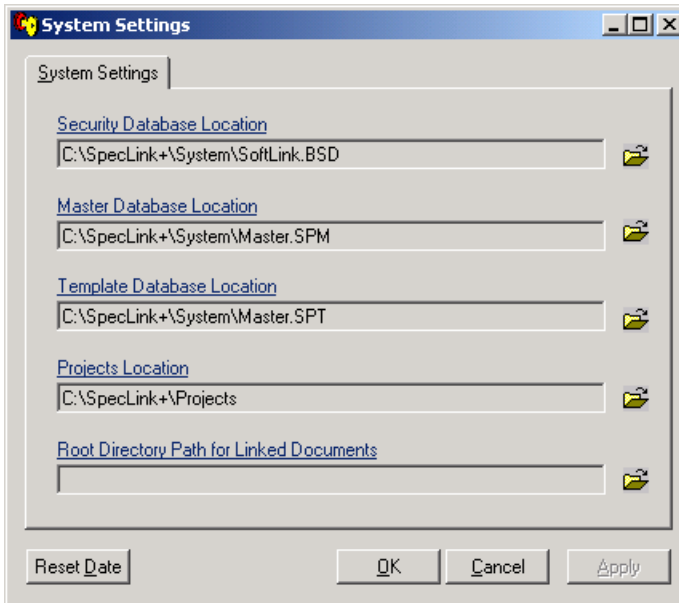 System Settings
System Settings
Security Database Location
C:\SpecLink+\System\SoftLink.BSD
Master Database Location
C:\SpecLink+\System\Master.SPM
Template Database Location
C:\SpecLink+\System\Master.SPT
Projects Location
C:\SpecLink+\Projects
Root Directory Path for Linked Documents
Reset Date OK Cancel Apply